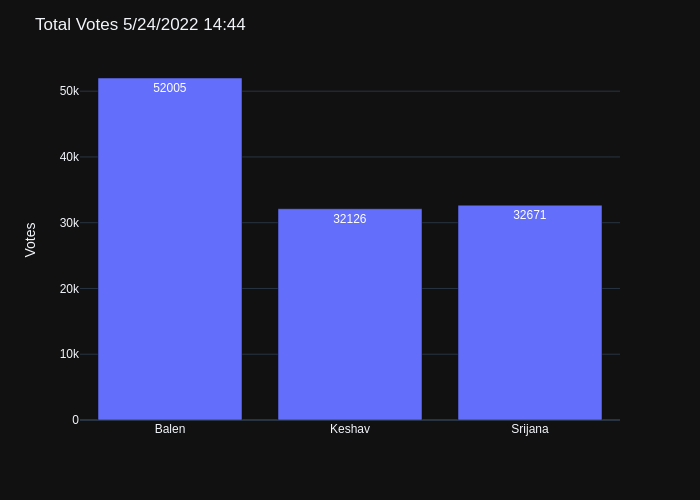 Total Votes 5/24/2022 14:44
Votes
50k
40k
30k
20k
10k
0
52005
32126
32671
Balen
Keshav
Srijana